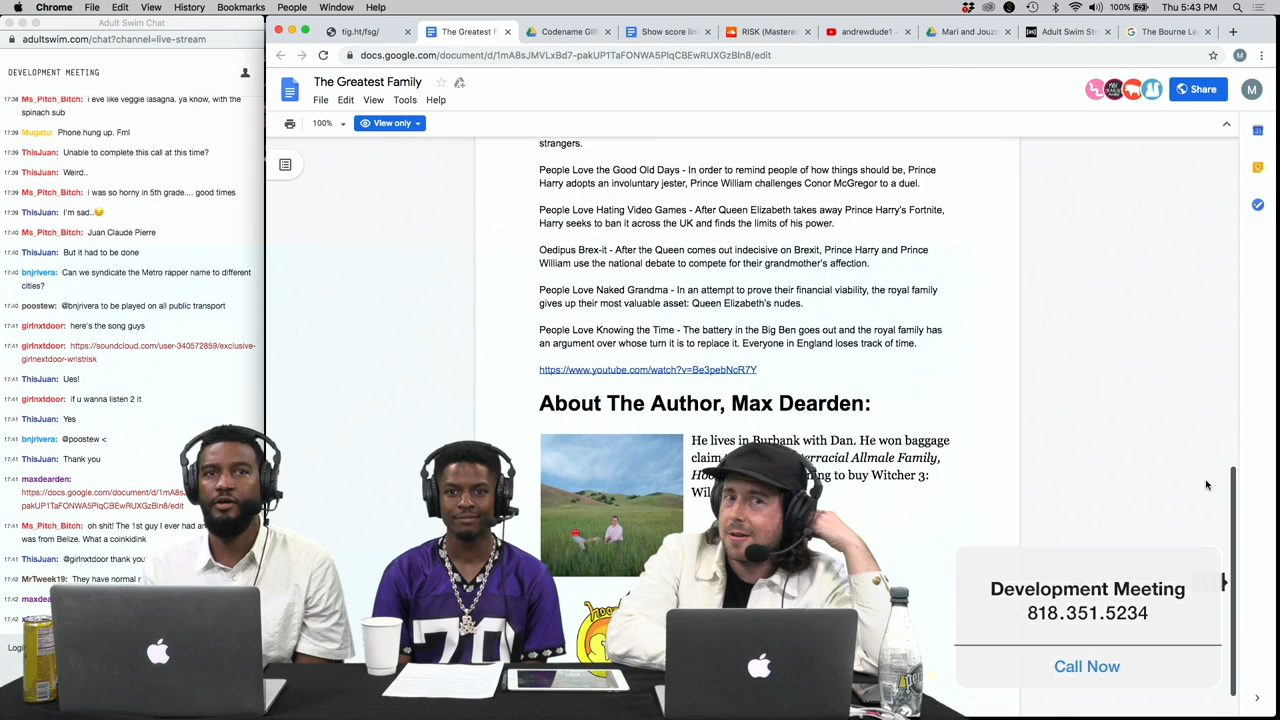 Chrome File Edit View History Bookmarks People Window Help
100% Thu 5:43 PM
Adult Swim Chat
adultswim.com/chat?channel=live-stream
DEVELOPMENT MEETING
17:38 Ms_Pitch_Bitch: i eve like veggie lasagna. ya know, with the
spinach sub
17:39 Mugatu: Phone hung up. Fml
17:39 ThisJuan: Unable to complete this call at this time?
17:39 ThisJuan: Weird..
17:39 Ms_Pitch_Bitch: i was so horny in 5th grade.... good times
17:39 ThisJuan: I'm sad..😔
17:40 Ms_Pitch_Bitch: Juan Claude Pierre
17:40 ThisJuan: But it had to be done
17:40 bnjrivera: Can we syndicate the Metro rapper name to different
cities?
17:40 poostew: @bnjrivera to be played on all public transport
17:41 girlnxtdoor: here's the song guys
17:41 girlnxtdoor: https://soundcloud.com/user-340572859/exclusive-
girlnextdoor-wristrisk
17:41 ThisJuan: Ues!
17:41 girlnxtdoor: if u wanna listen 2 it
17:41 ThisJuan: Yes
17:41 bnjrivera: @poostew <
17:41 ThisJuan: Thank you
17:41 maxdearden:
https://docs.google.com/document/d/1mA8s
pakUP1TaFONWA5PlqCBEwRUXGzBln8/edit
17:41 Ms_Pitch_Bitch: oh shit! The 1st guy I ever had an
was from Belize. What a coinkidink
17:41 ThisJuan: @girlnxtdoor thank you
17:42 MrTweek19: They have normal r
17:42 maxdear
17:42
Login
tig.ht/fsg/
The Greatest F
Codename GIR
Show score lin
RISK (Mastere
andrewdude1
Mari and Jouz
Adult Swim Str
The Bourne Le
docs.google.com/document/d/1mA8sJMVLxBd7-pakUP1TaFONWA5PlqCBEwRUXGzBln8/edit
M
The Greatest Family
File Edit View Tools Help
Share
M
100% View only
strangers.
People Love the Good Old Days - In order to remind people of how things should be, Prince
Harry adopts an involuntary jester, Prince William challenges Conor McGregor to a duel.
People Love Hating Video Games - After Queen Elizabeth takes away Prince Harry's Fortnite,
Harry seeks to ban it across the UK and finds the limits of his power.
Oedipus Brex-it - After the Queen comes out indecisive on Brexit, Prince Harry and Prince
William use the national debate to compete for their grandmother's affection.
People Love Naked Grandma - In an attempt to prove their financial viability, the royal family
gives up their most valuable asset: Queen Elizabeth's nudes.
People Love Knowing the Time - The battery in the Big Ben goes out and the royal family has
an argument over whose turn it is to replace it. Everyone in England loses track of time.
https://www.youtube.com/watch?v=Be3pebNcR7Y
About The Author, Max Dearden:
He lives in Burbank with Dan. He won baggage
claim erracial Allmale Family,
Hoo ning to buy Witcher 3:
Wil
hoo
70
Development Meeting
818.351.5234
Call Now